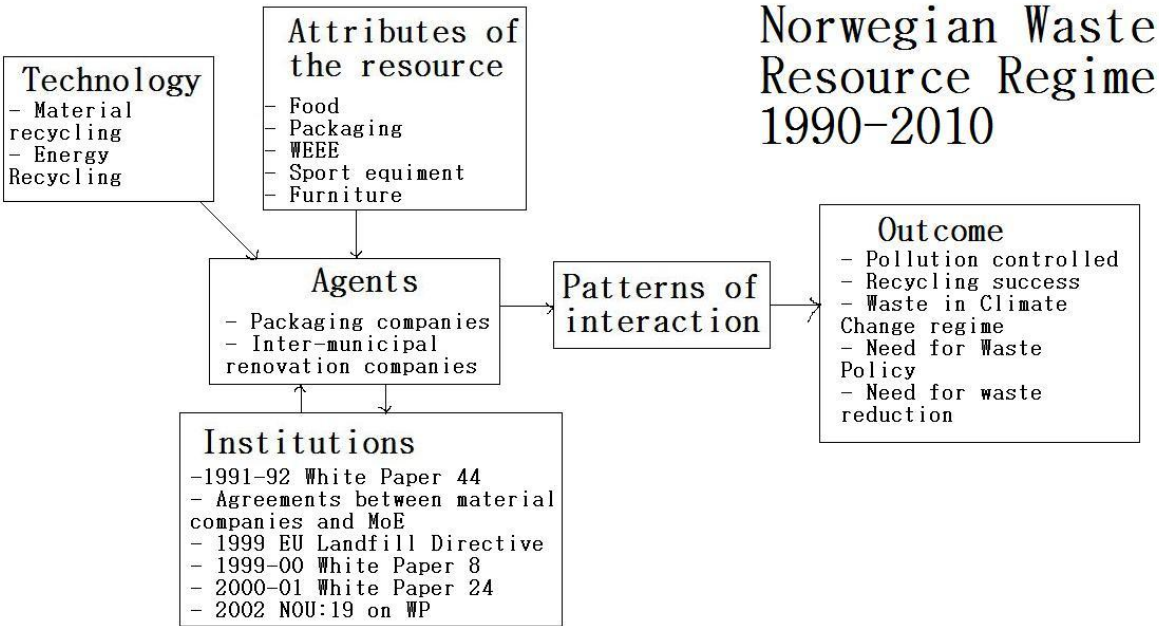 Norwegian Waste
Resource Regime
1990-2010
Technology
- Material
recycling
- Energy
Recycling
Attributes of
the resource
- Food
- Packaging
- WEEE
- Sport equiment
- Furniture
Agents
- Packaging companies
- Inter-municipal
renovation companies
Patterns of
interaction
Outcome
- Pollution controlled
- Recycling success
- Waste in Climate
Change regime
- Need for Waste
Policy
- Need for waste
reduction
Institutions
-1991-92 White Paper 44
- Agreements between material
companies and MoE
- 1999 EU Landfill Directive
- 1999-00 White Paper 8
- 2000-01 White Paper 24
- 2002 NOU:19 on WP